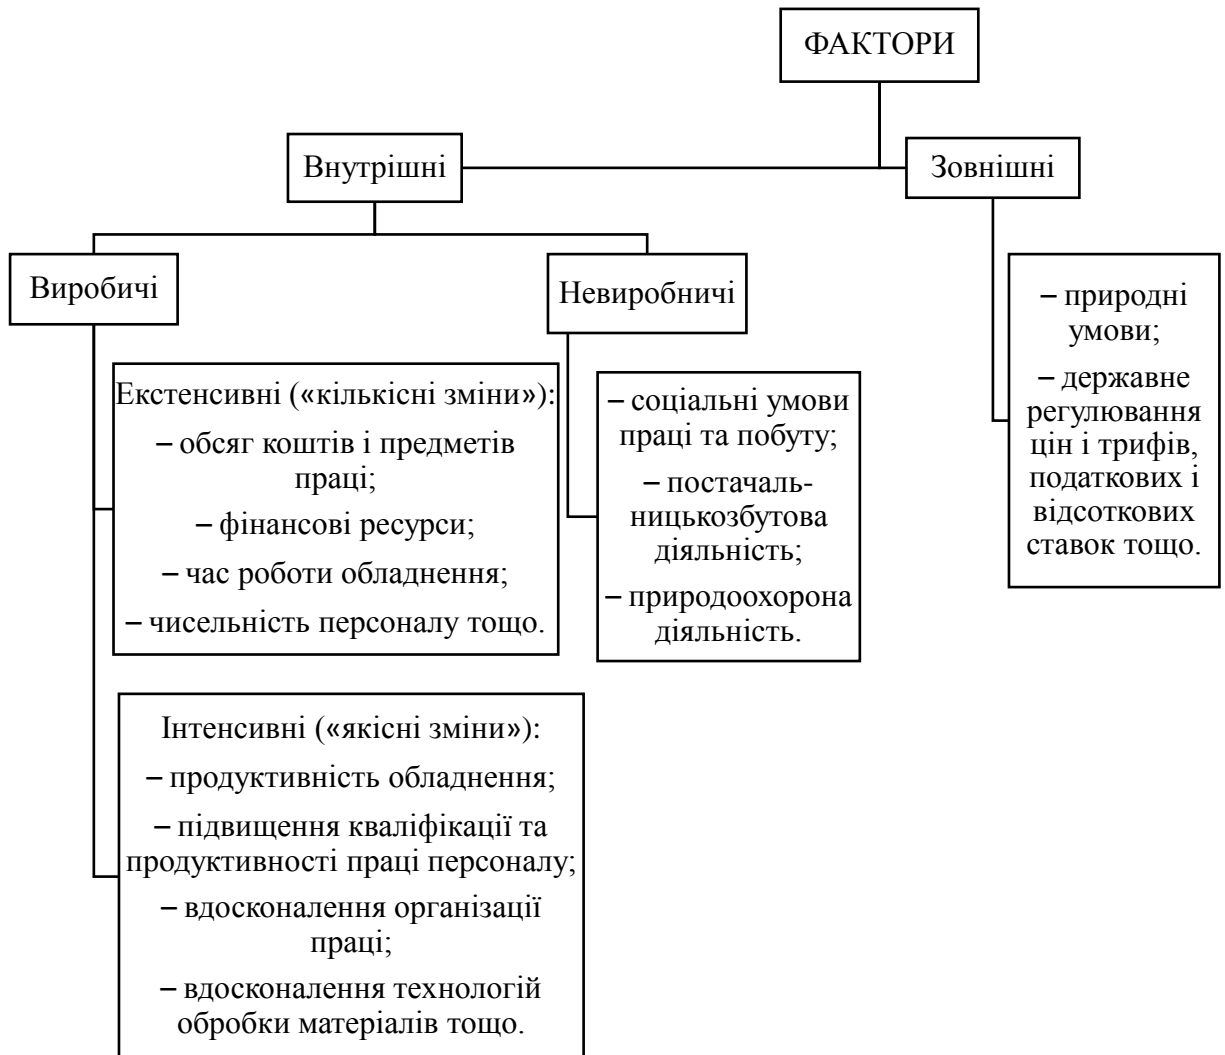 ФАКТОРИ
Внутрішні
Зовнішні
Виробичі
Невиробничі
Екстенсивні («кількісні зміни»):
– обсяг коштів і предметів
праці;
– фінансові ресурси;
– час роботи обладнення;
– чисельність персоналу тощо.
Інтенсивні («якісні зміни»):
– продуктивність обладнення;
– підвищення кваліфікації та
продуктивності праці персоналу;
– вдосконалення організації
праці;
– вдосконалення технологій
обробки матеріалів тощо.
– соціальні умови
праці та побуту;
– постачаль-
ницькозбутова
діяльність;
– природоохорона
діяльність.
– природні
умови;
– державне
регулювання
цін і трифів,
податкових і
відсоткових
ставок тощо.